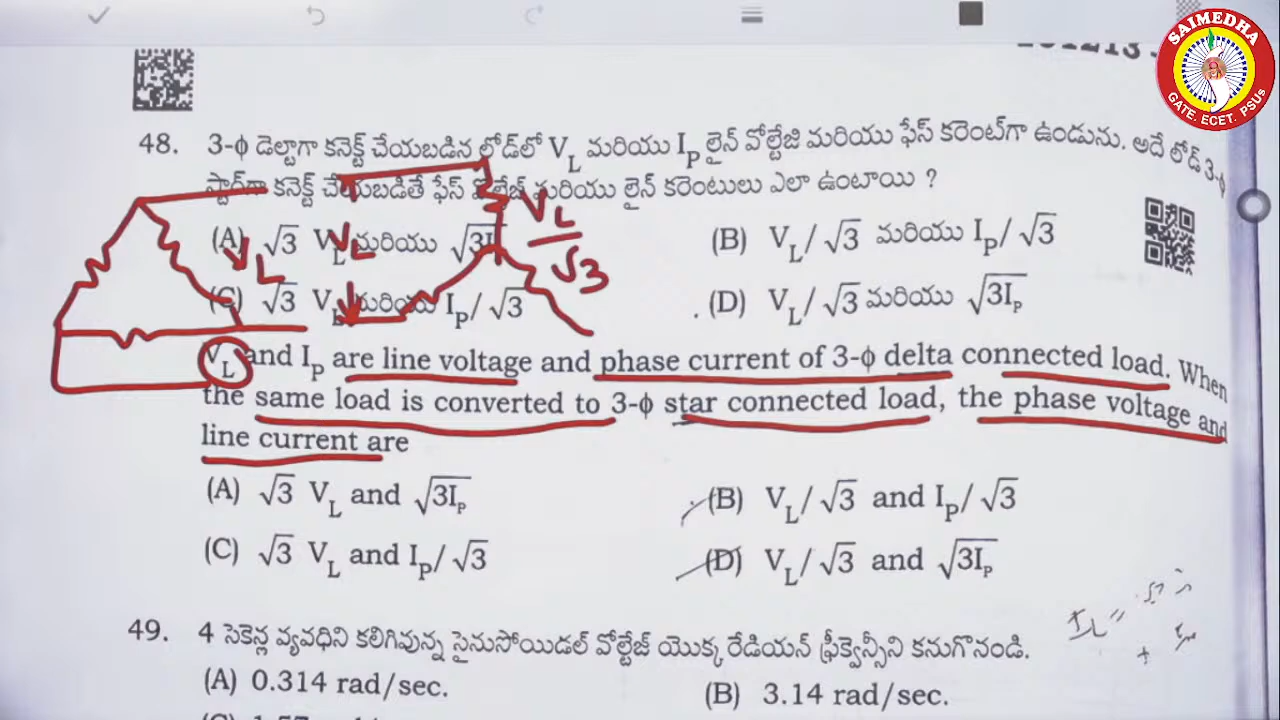 SAIMEDHA
GATE. ECET. PSUs
48. 3-ϕ డెల్టాగా కనెక్ట్ చేయబడిన లోడ్‌లో V_L మరియు I_P లైన్ వోల్టేజి మరియు ఫేస్ కరెంట్‌గా ఉండును. అదే లోడ్ 3-ϕ
స్టార్‌గా కనెక్ట్ చేయబడితే ఫేస్ వోల్టేజ్ మరియు లైన్ కరెంటులు ఎలా ఉంటాయి ?
(A) √3 V_L మరియు √3I
(B) V_L/√3 మరియు I_P/√3
(C) √3 V_L మరియు I_P/√3
(D) V_L/√3 మరియు √3I_P
V_L
V_L
V_L/√3
V_L and I_P are line voltage and phase current of 3-ϕ delta connected load. When
the same load is converted to 3-ϕ star connected load, the phase voltage and
line current are
(A) √3 V_L and √3I_P
(B) V_L/√3 and I_P/√3
(C) √3 V_L and I_P/√3
(D) V_L/√3 and √3I_P
I_L =
49. 4 సెకెన్ల వ్యవధిని కలిగివున్న సైనుసోయిడల్ వోల్టేజ్ యొక్క రేడియన్ ఫ్రీక్వెన్సీని కనుగొనండి.
(A) 0.314 rad/sec.
(B) 3.14 rad/sec.